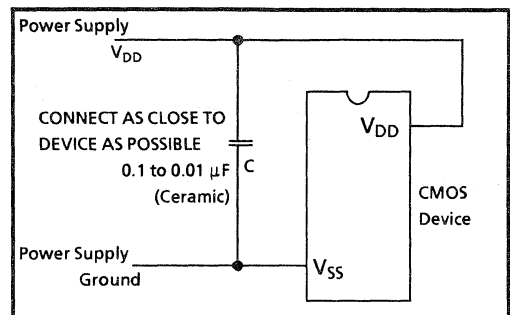 Power Supply
V_DD
CONNECT AS CLOSE TO
DEVICE AS POSSIBLE
0.1 to 0.01 μF
(Ceramic)
C
V_DD
CMOS
Device
Power Supply
Ground
V_SS